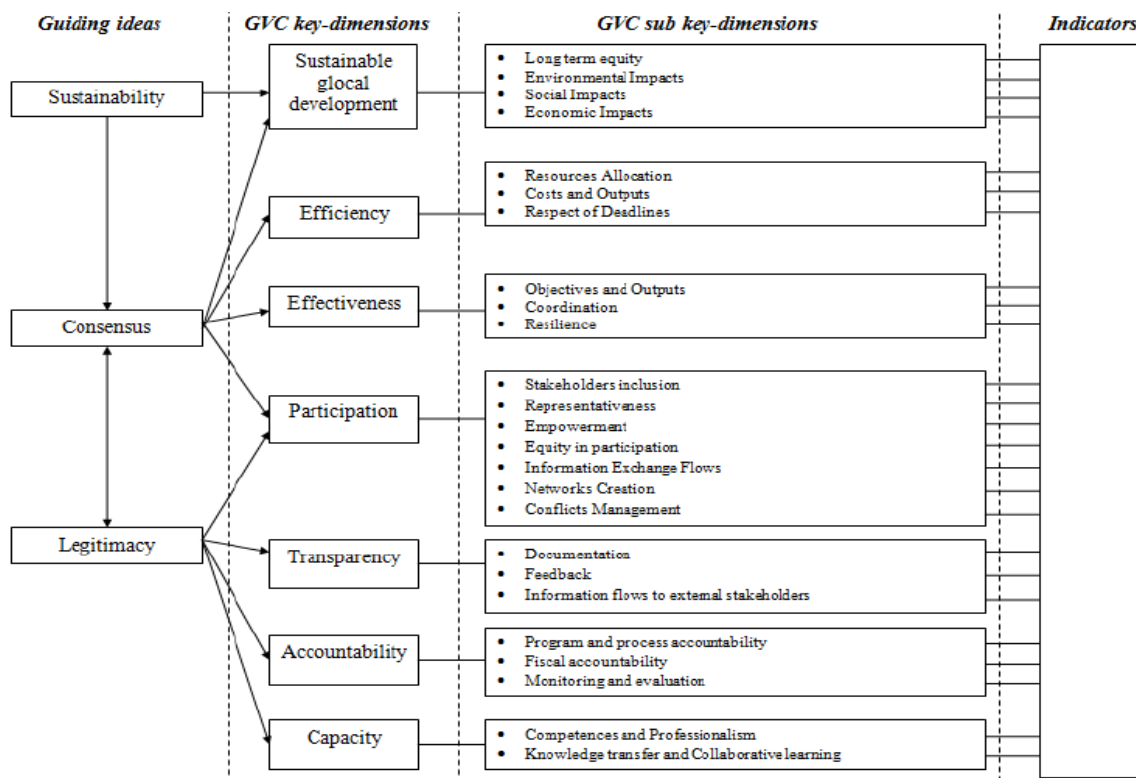 Guiding ideas
GVC key-dimensions
GVC sub key-dimensions
Indicators
Sustainability
Consensus
Legitimacy
Sustainable
glocal
development
Efficiency
Effectiveness
Participation
Transparency
Accountability
Capacity
• Long term equity
• Environmental Impacts
• Social Impacts
• Economic Impacts
• Resources Allocation
• Costs and Outputs
• Respect of Deadlines
• Objectives and Outputs
• Coordination
• Resilience
• Stakeholders inclusion
• Representativeness
• Empowerment
• Equity in participation
• Information Exchange Flows
• Networks Creation
• Conflicts Management
• Documentation
• Feedback
• Information flows to external stakeholders
• Program and process accountability
• Fiscal accountability
• Monitoring and evaluation
• Competences and Professionalism
• Knowledge transfer and Collaborative learning